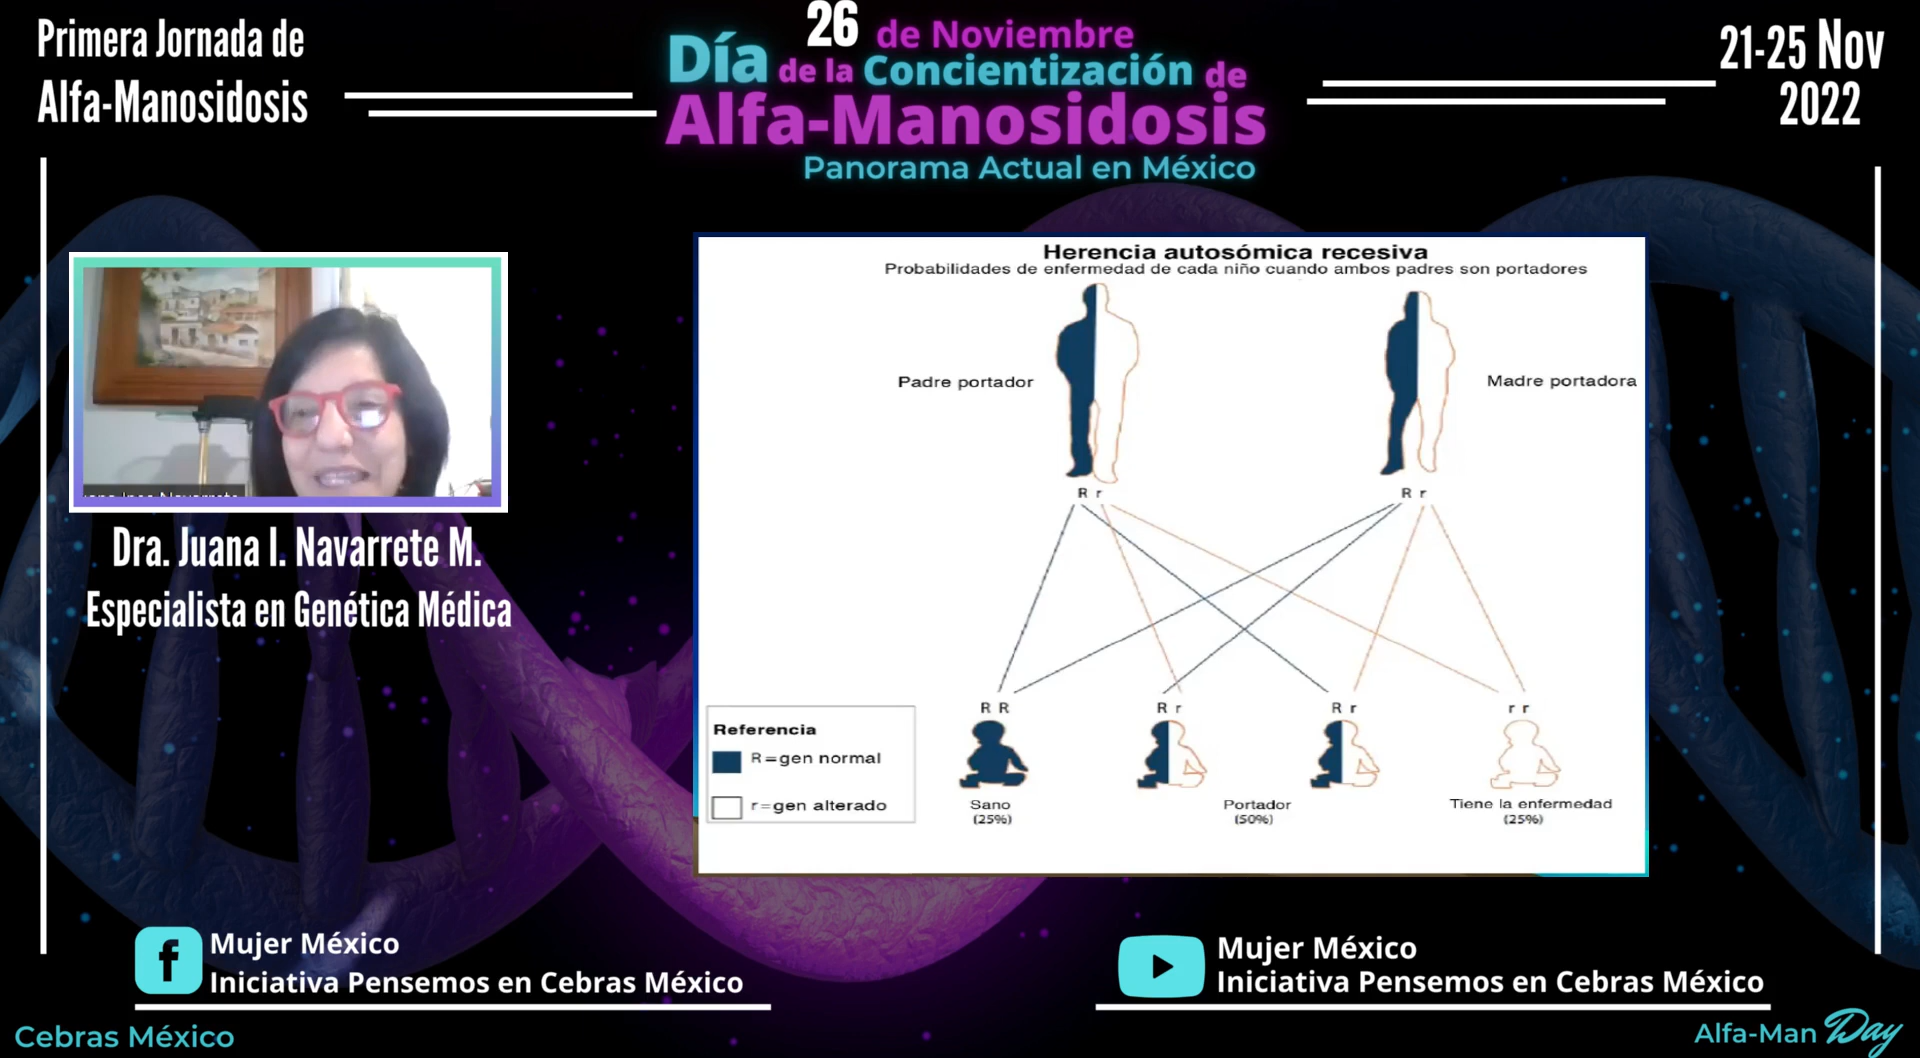 Primera Jornada de
Alfa-Manosidosis
26 de Noviembre
Día de la Concientización de
Alfa-Manosidosis
Panorama Actual en México
21-25 Nov
2022
Dra. Juana I. Navarrete M.
Especialista en Genética Médica
Herencia autosómica recesiva
Probabilidades de enfermedad de cada niño cuando ambos padres son portadores
Padre portador
Madre portadora
R r
R r
R R
R r
R r
r r
Referencia
R=gen normal
r=gen alterado
Sano
(25%)
Portador
(50%)
Tiene la enfermedad
(25%)
Mujer México
Iniciativa Pensemos en Cebras México
Mujer México
Iniciativa Pensemos en Cebras México
Cebras México
Alfa-Man Day